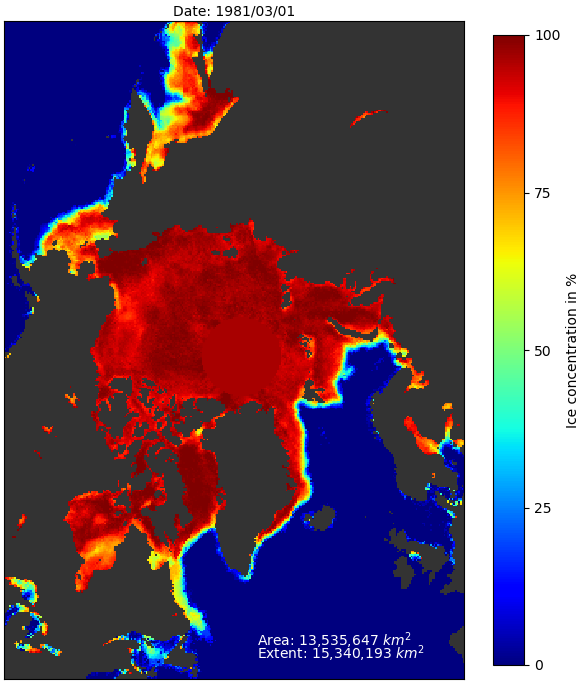 Date: 1981/03/01
100
75
50
25
0
Ice concentration in %
Area: 13,535,647 km²
Extent: 15,340,193 km²